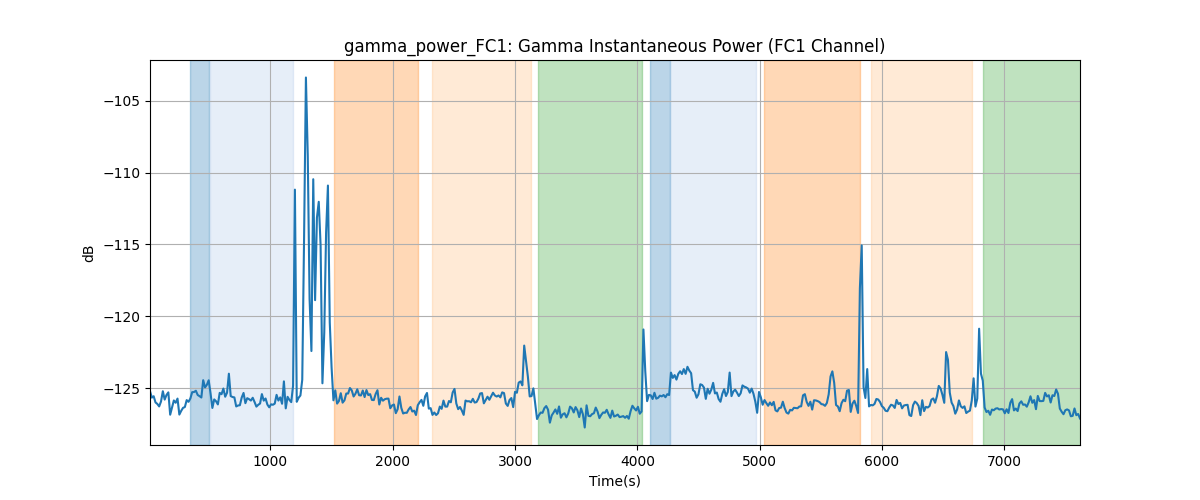 gamma_power_FC1: Gamma Instantaneous Power (FC1 Channel)
−105
−110
−115
−120
−125
dB
1000 2000 3000 4000 5000 6000 7000
Time(s)